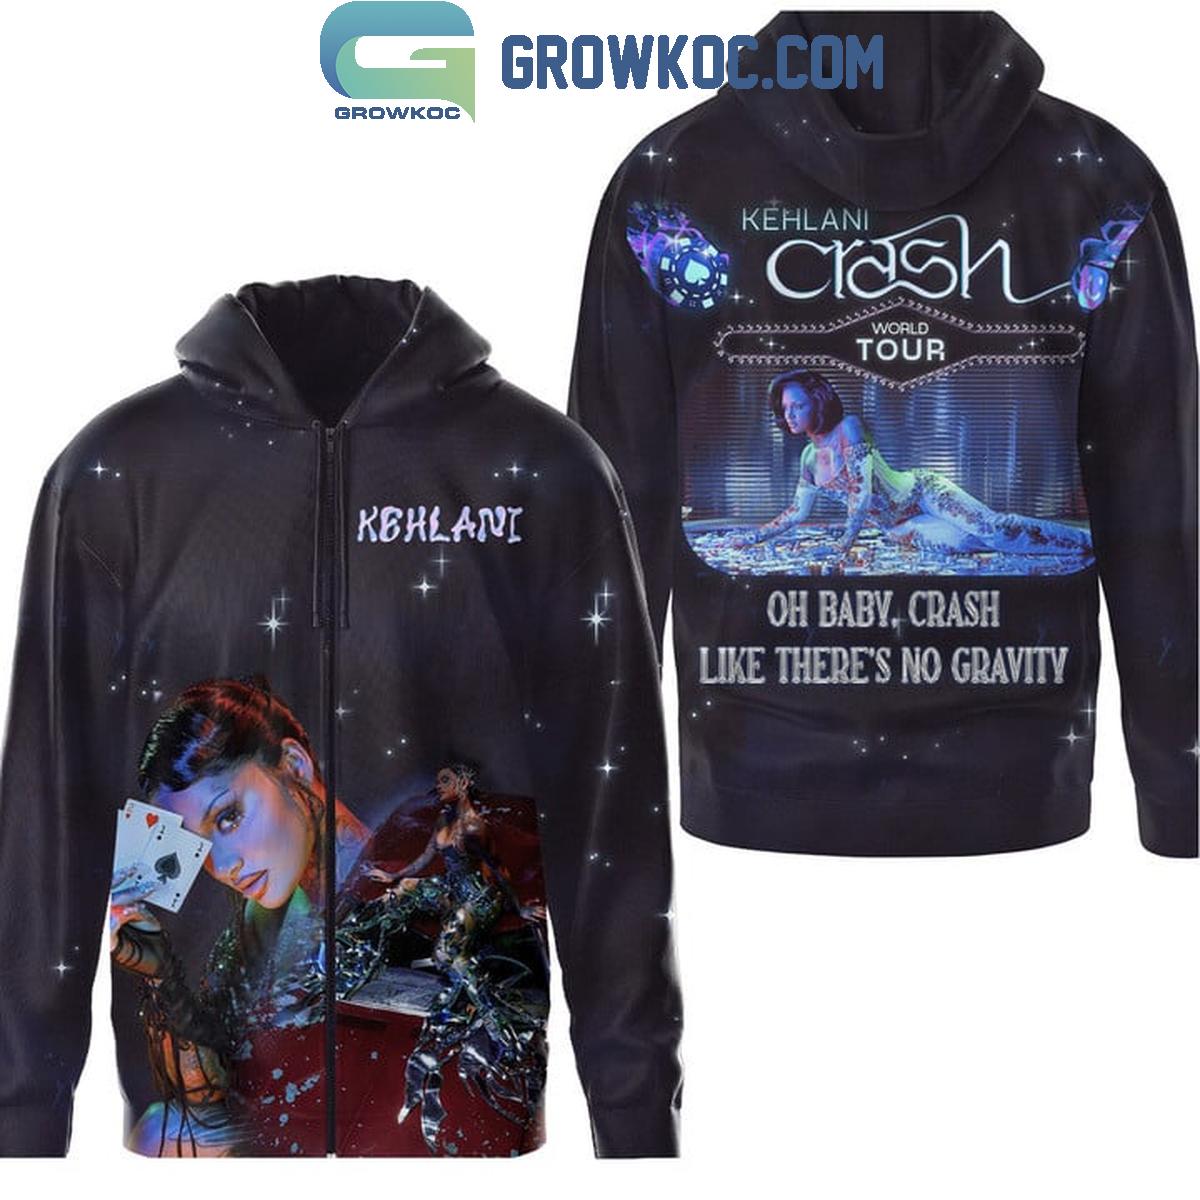 GROWKOC
GROWKOC.COM
KEHLANI
crash
WORLD
TOUR
OH BABY, CRASH
LIKE THERE'S NO GRAVITY
KEHLANI